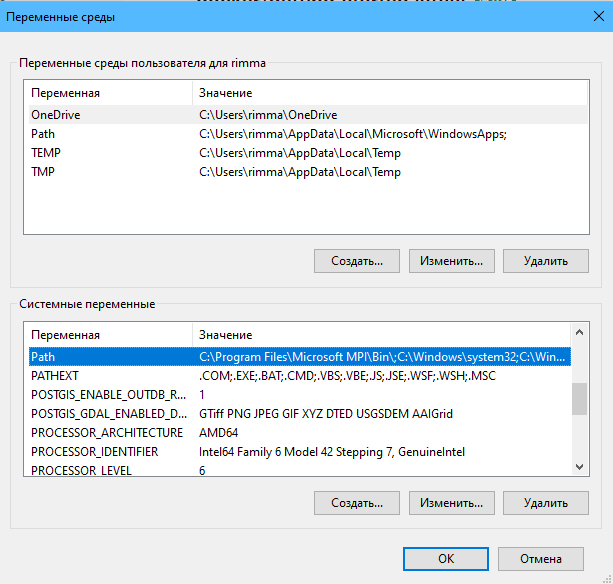 Переменные среды
Переменные среды пользователя для rimma
Переменная Значение
OneDrive C:\Users\rimma\OneDrive
Path C:\Users\rimma\AppData\Local\Microsoft\WindowsApps;
TEMP C:\Users\rimma\AppData\Local\Temp
TMP C:\Users\rimma\AppData\Local\Temp
Создать... Изменить... Удалить
Системные переменные
Переменная Значение
Path C:\Program Files\Microsoft MPI\Bin\;C:\Windows\system32;C:\Win...
PATHEXT .COM;.EXE;.BAT;.CMD;.VBS;.VBE;.JS;.JSE;.WSF;.WSH;.MSC
POSTGIS_ENABLE_OUTDB_R... 1
POSTGIS_GDAL_ENABLED_D... GTiff PNG JPEG GIF XYZ DTED USGSDEM AAIGrid
PROCESSOR_ARCHITECTURE AMD64
PROCESSOR_IDENTIFIER Intel64 Family 6 Model 42 Stepping 7, GenuineIntel
PROCESSOR_LEVEL 6
Создать... Изменить... Удалить
OK Отмена